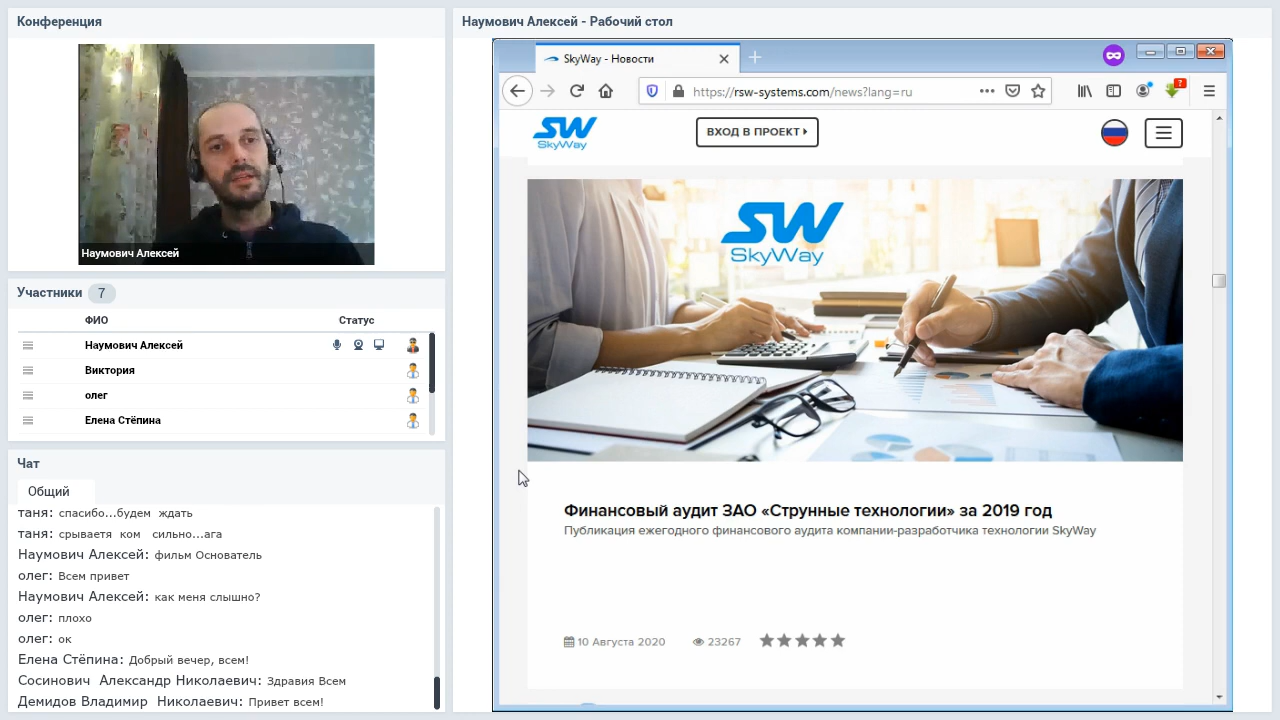 Конференция
Наумович Алексей
Участники 7
ФИО Статус
Наумович Алексей
Виктория
олег
Елена Стёпина
Чат
Общий
таня: спасибо...будем ждать
таня: срываетя ком сильно...ага
Наумович Алексей: фильм Основатель
олег: Всем привет
Наумович Алексей: как меня слышно?
олег: плохо
олег: ок
Елена Стёпина: Добрый вечер, всем!
Сосинович Александр Николаевич: Здравия Всем
Демидов Владимир Николаевич: Привет всем!
Наумович Алексей - Рабочий стол
SkyWay - Новости
https://rsw-systems.com/news?lang=ru
?
SW
SkyWay
ВХОД В ПРОЕКТ
SW
SkyWay
Финансовый аудит ЗАО «Струнные технологии» за 2019 год
Публикация ежегодного финансового аудита компании-разработчика технологии SkyWay
10 Августа 2020 23267